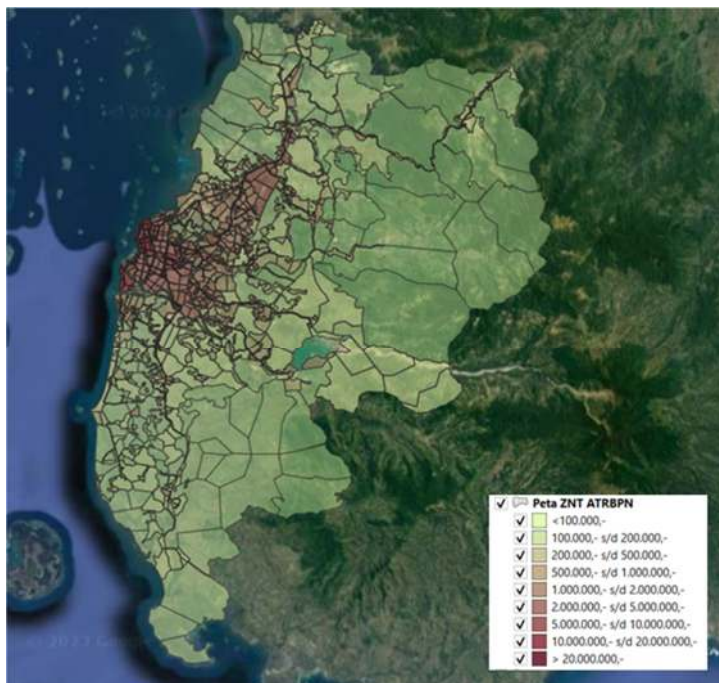 Peta ZNT ATRBPN
<100.000,-
100.000,- s/d 200.000,-
200.000,- s/d 500.000,-
500.000,- s/d 1.000.000,-
1.000.000,- s/d 2.000.000,-
2.000.000,- s/d 5.000.000,-
5.000.000,- s/d 10.000.000,-
10.000.000,- s/d 20.000.000,-
> 20.000.000,-